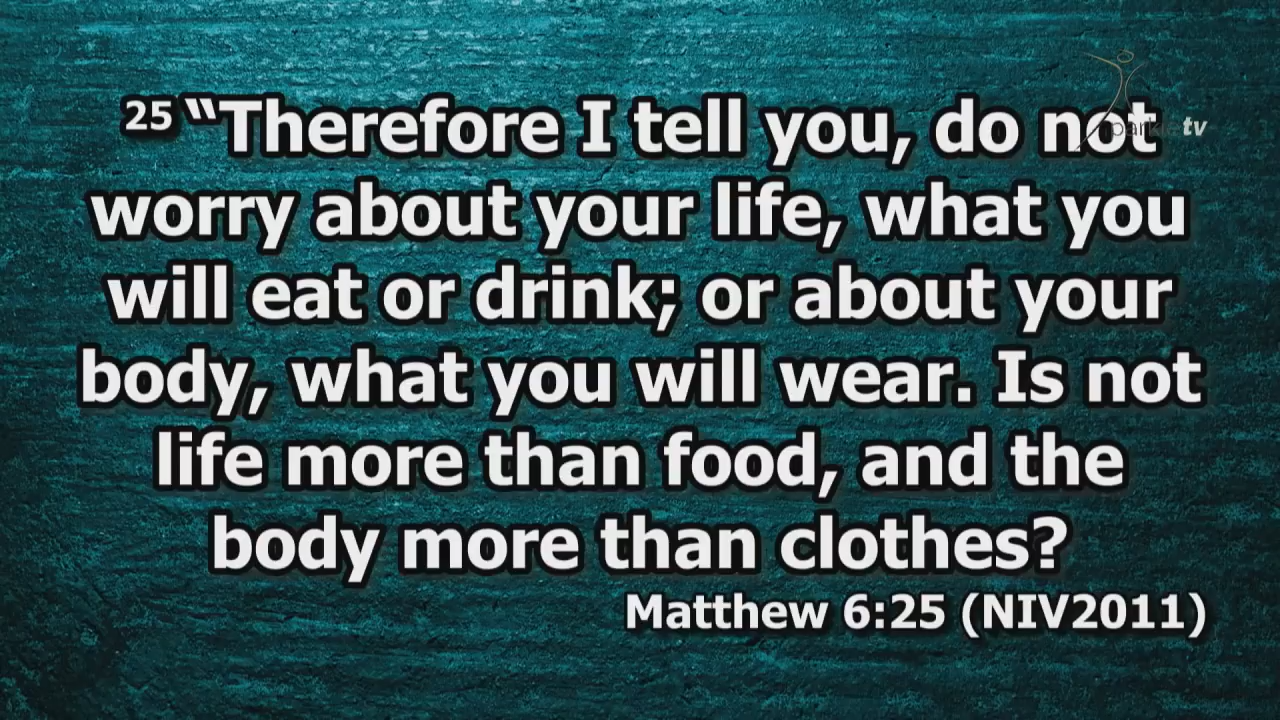 25 “Therefore I tell you, do not
worry about your life, what you
will eat or drink; or about your
body, what you will wear. Is not
life more than food, and the
body more than clothes?
Matthew 6:25 (NIV2011)
tv